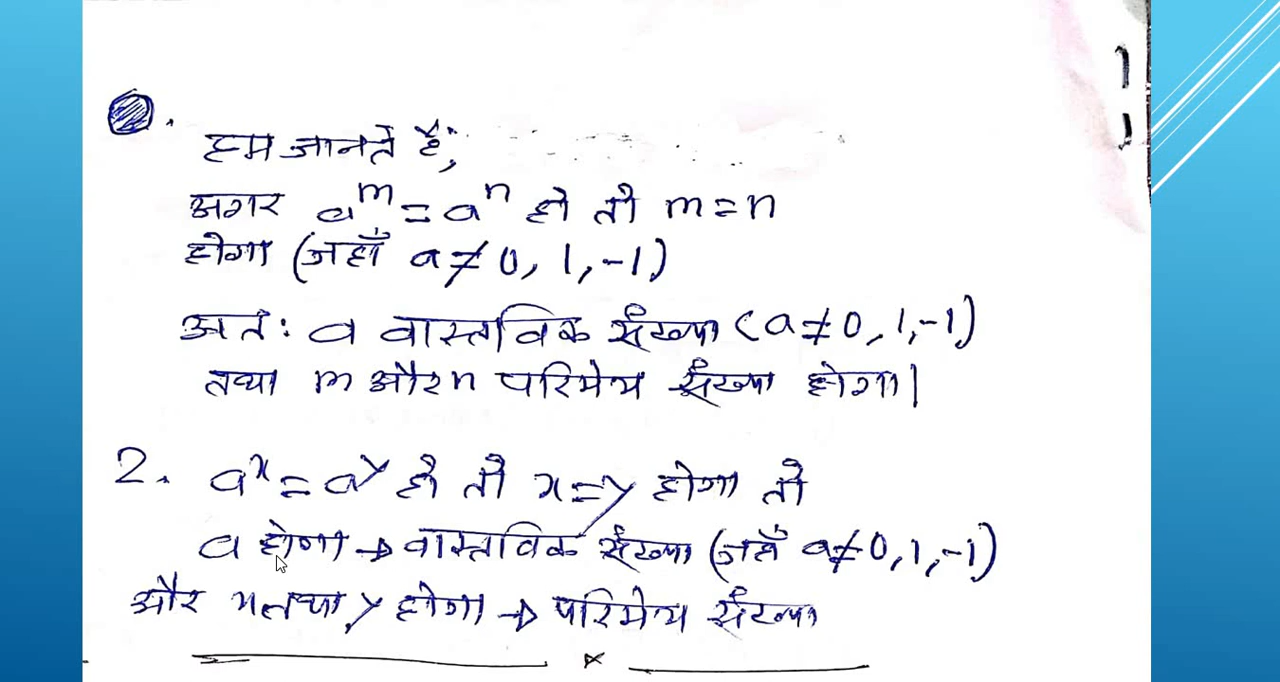 हम जानते हैं;
अगर a^m = a^n हो तो m = n
होगा (जहाँ a ≠ 0, 1, -1)
अतः a वास्तविक संख्या (a ≠ 0, 1, -1)
तथा m और n परिमेय संख्या होगा।
2. a^x = a^y हो तो x = y होगा तो
a होगा → वास्तविक संख्या (जहाँ a ≠ 0, 1, -1)
और x तथा y होगा → परिमेय संख्या